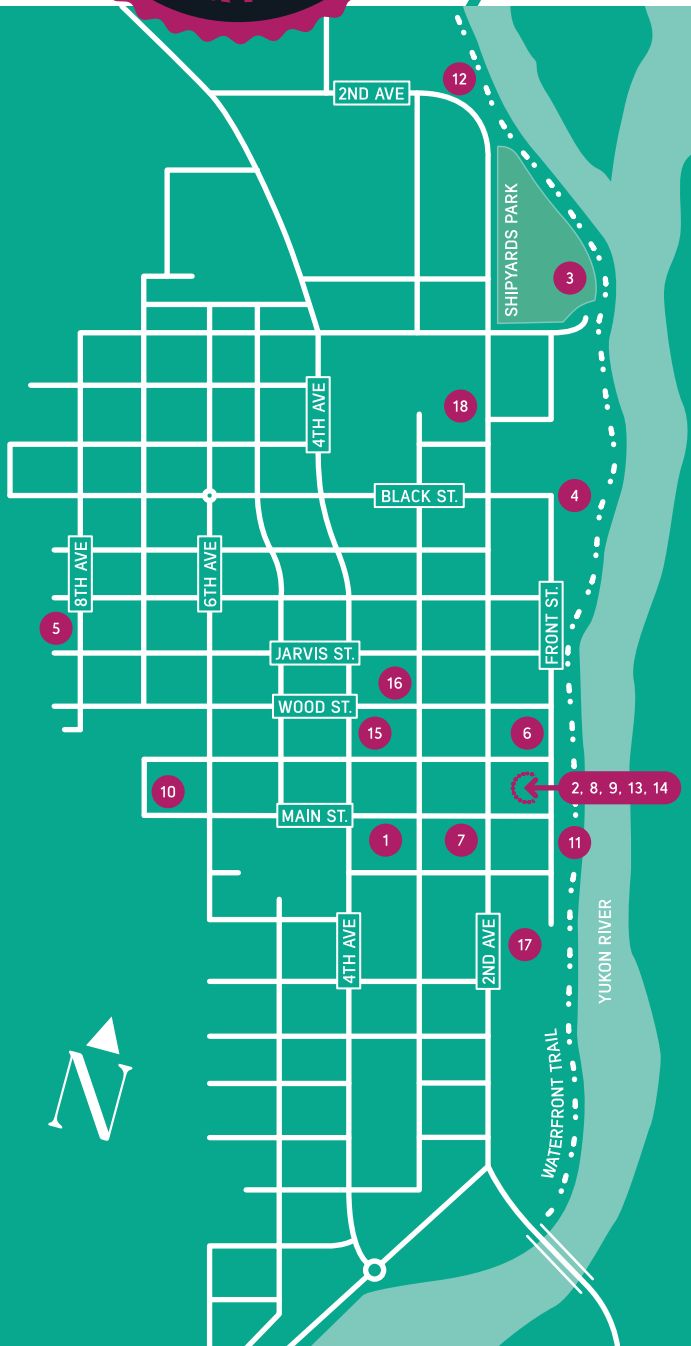 2ND AVE
12
SHIPYARDS PARK
3
4TH AVE
18
BLACK ST.
4
8TH AVE
6TH AVE
FRONT ST.
5
JARVIS ST.
16
WOOD ST.
15
6
10
2, 8, 9, 13, 14
MAIN ST.
1
7
11
4TH AVE
2ND AVE
17
YUKON RIVER
N
WATERFRONT TRAIL